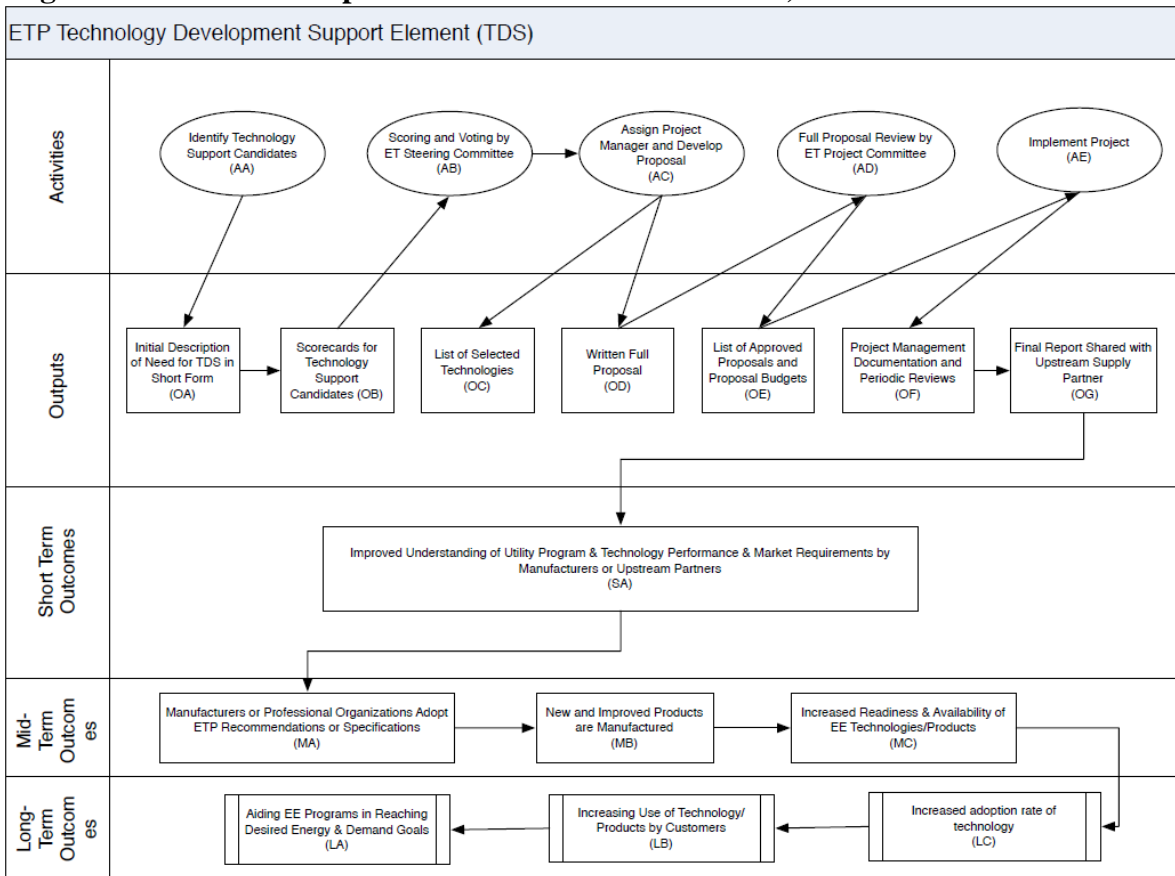 ETP Technology Development Support Element (TDS)
Activities
Identify Technology
Support Candidates
(AA)
Scoring and Voting by
ET Steering Committee
(AB)
Assign Project
Manager and Develop
Proposal
(AC)
Full Proposal Review by
ET Project Committee
(AD)
Implement Project
(AE)
Outputs
Initial Description
of Need for TDS in
Short Form
(OA)
Scorecards for
Technology
Support
Candidates (OB)
List of Selected
Technologies
(OC)
Written Full
Proposal
(OD)
List of Approved
Proposals and
Proposal Budgets
(OE)
Project Management
Documentation and
Periodic Reviews
(OF)
Final Report Shared with
Upstream Supply
Partner
(OG)
Short Term
Outcomes
Improved Understanding of Utility Program & Technology Performance & Market Requirements by
Manufacturers or Upstream Partners
(SA)
Mid-
Term
Outcom
es
Manufacturers or Professional Organizations Adopt
ETP Recommendations or Specifications
(MA)
New and Improved Products
are Manufactured
(MB)
Increased Readiness & Availability of
EE Technologies/Products
(MC)
Long-
Term
Outcom
es
Aiding EE Programs in Reaching
Desired Energy & Demand Goals
(LA)
Increasing Use of Technology/
Products by Customers
(LB)
Increased adoption rate of
technology
(LC)